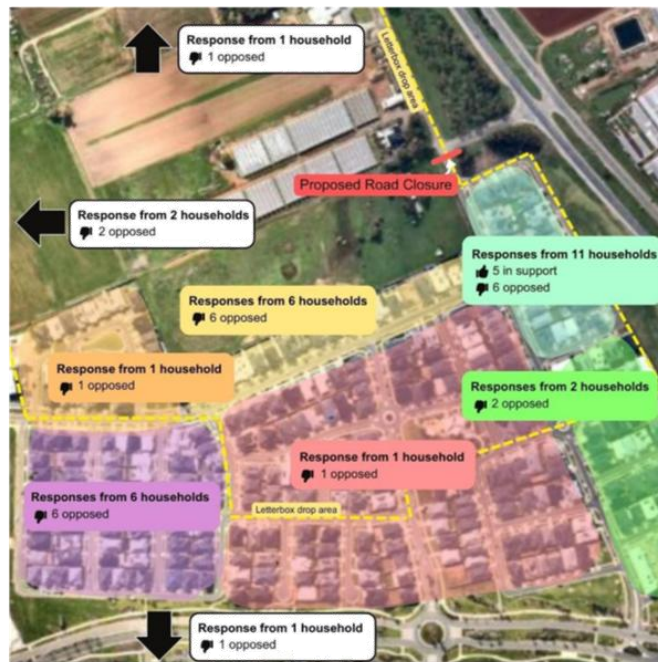 Response from 1 household
1 opposed
Letterbox drop area
Proposed Road Closure
Response from 2 households
2 opposed
Responses from 11 households
5 in support
6 opposed
Responses from 6 households
6 opposed
Response from 1 household
1 opposed
Responses from 2 households
2 opposed
Response from 1 household
1 opposed
Responses from 6 households
6 opposed
Letterbox drop area
Response from 1 household
1 opposed